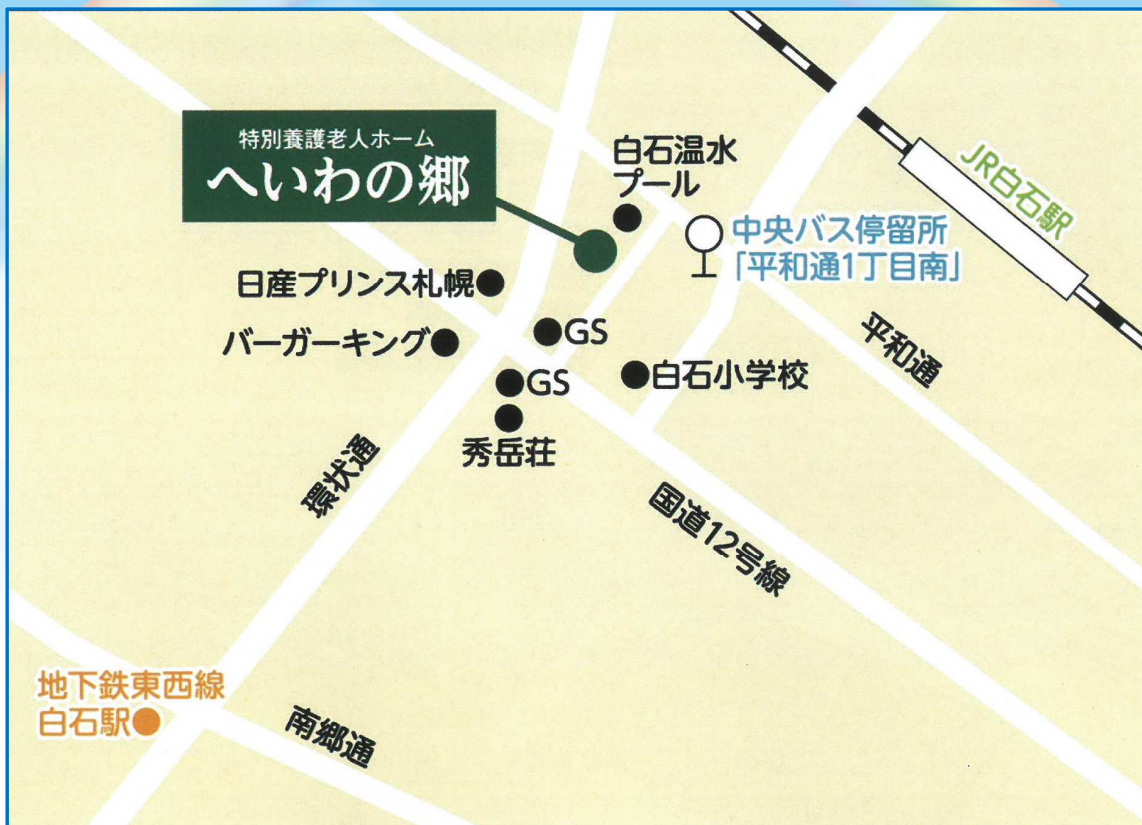 特別養護老人ホーム
へいわの郷
白石温水
プール
JR白石駅
中央バス停留所
「平和通1丁目南」
日産プリンス札幌
バーガーキング
GS
GS
白石小学校
平和通
秀岳荘
環状通
国道12号線
地下鉄東西線
白石駅
南郷通